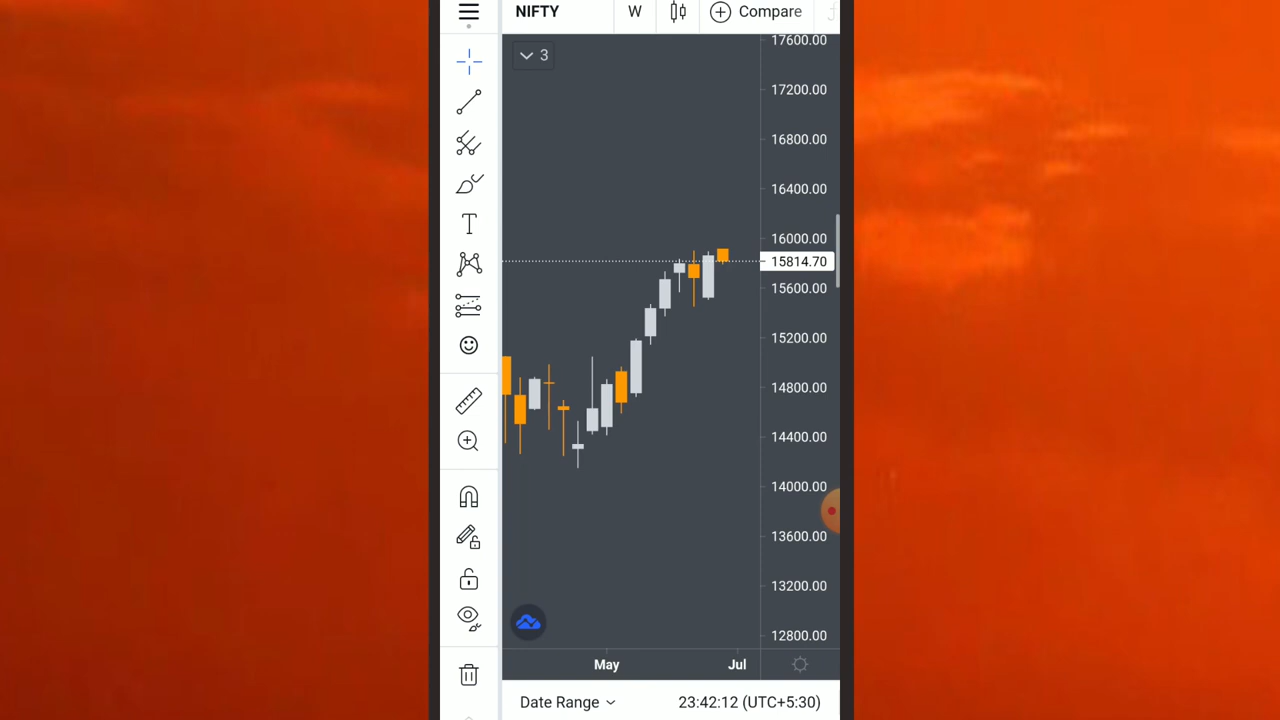 NIFTY
W
Compare
3
17600.00
17200.00
16800.00
16400.00
16000.00
15814.70
15600.00
15200.00
14800.00
14400.00
14000.00
13600.00
13200.00
12800.00
May
Jul
Date Range
23:42:12 (UTC+5:30)